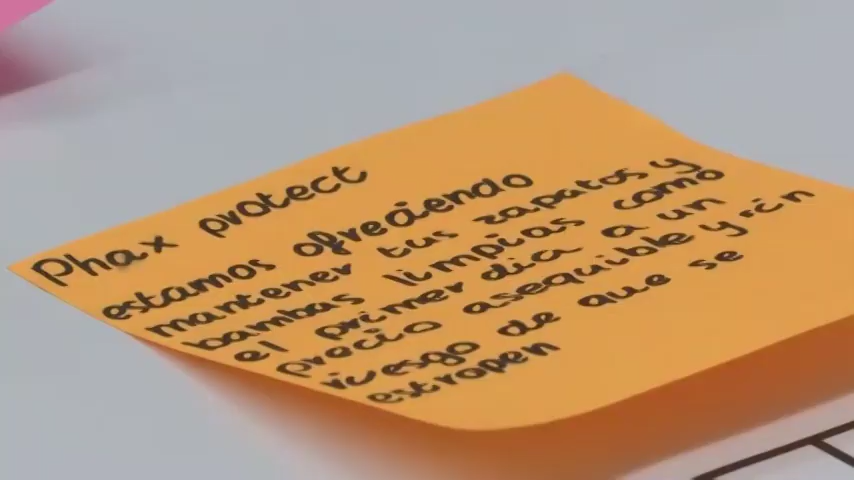 Phax protect
estamos ofreciendo
mantener tus zapatos y
bambas limpias como
el primer dia a un
precio asequible y sin
riesgo de que se
estropen